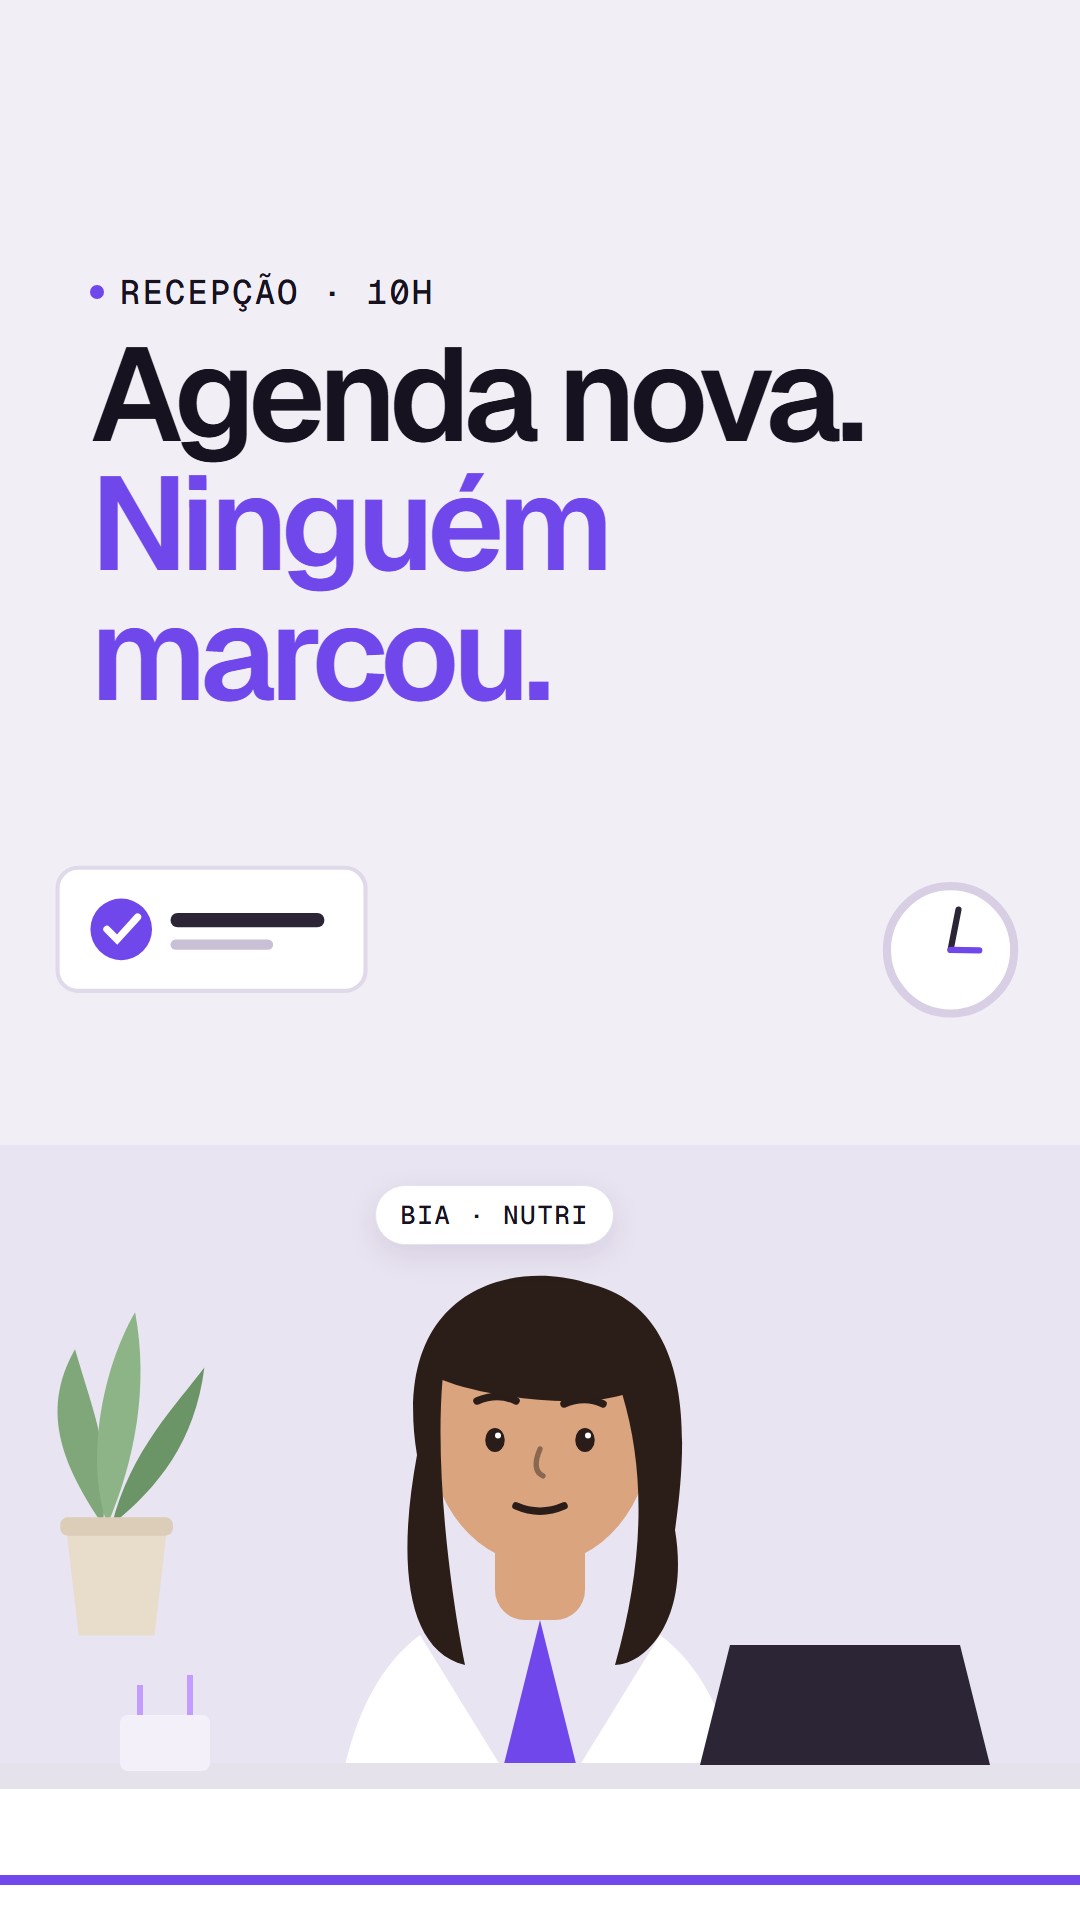 RECEPÇÃO · 10H
Agenda nova.
Ninguém
marcou.
BIA · NUTRI